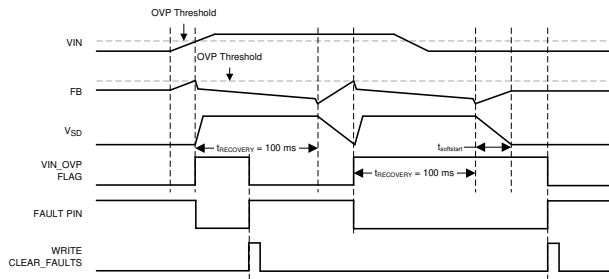 OVP Threshold
VIN
OVP Threshold
FB
VSD
tRECOVERY = 100 ms
tsoftstart
VIN_OVP
FLAG
tRECOVERY = 100 ms
FAULT PIN
WRITE
CLEAR_FAULTS